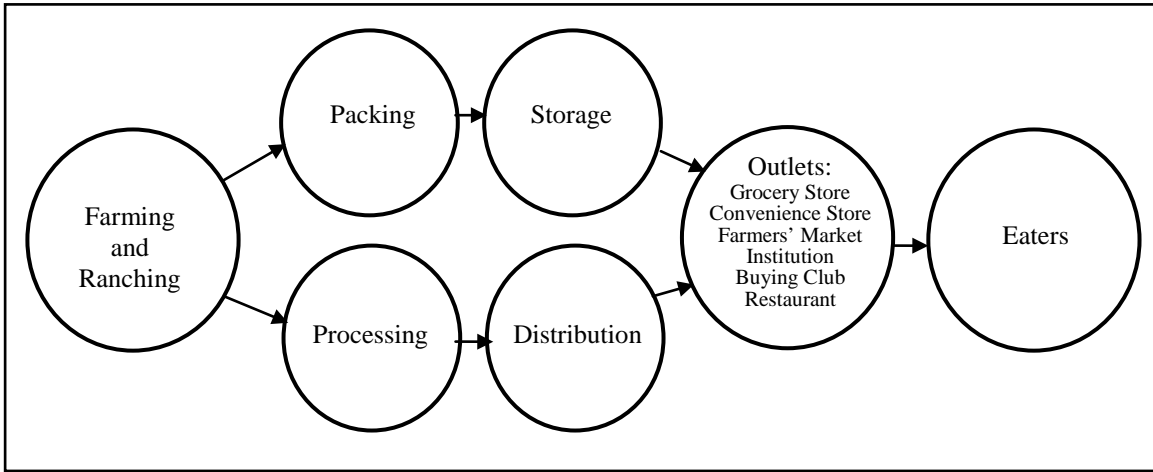 Farming
and
Ranching
Packing
Storage
Processing
Distribution
Outlets:
Grocery Store
Convenience Store
Farmers’ Market
Institution
Buying Club
Restaurant
Eaters